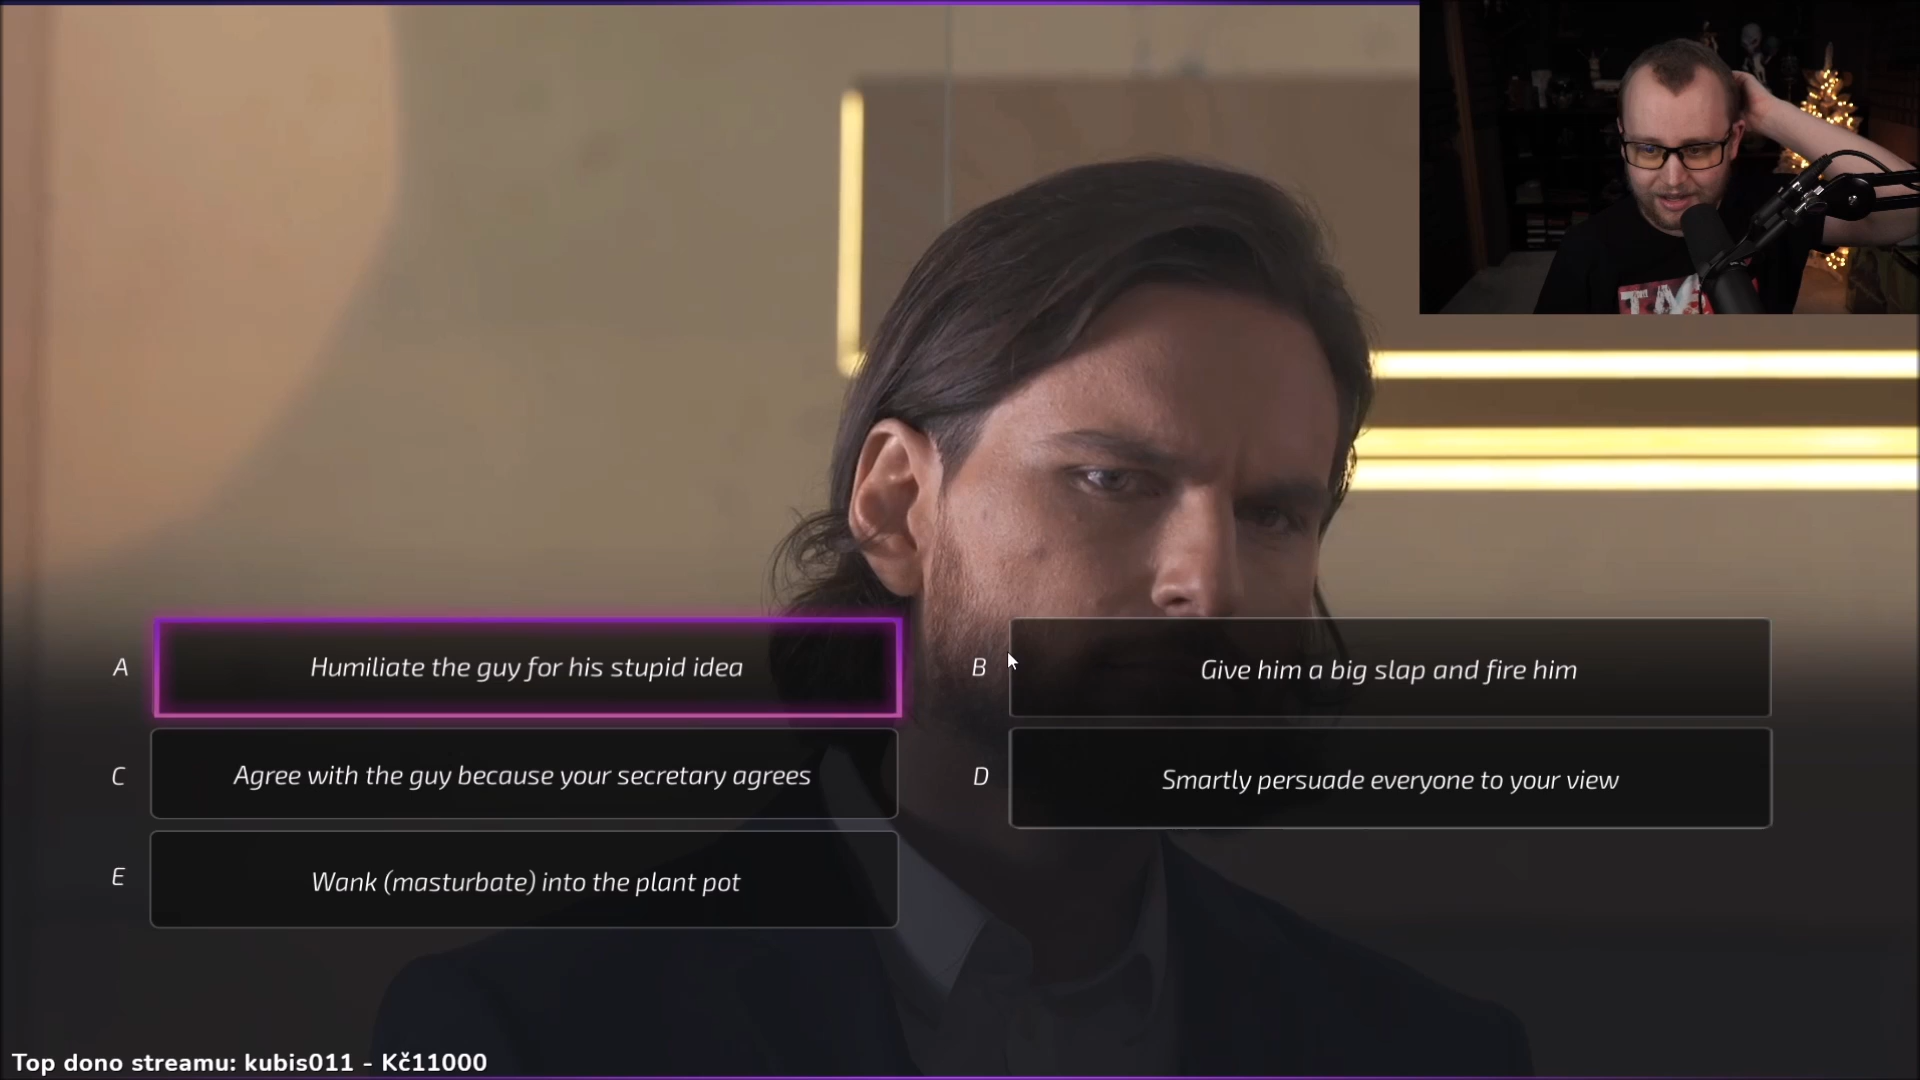 A
Humiliate the guy for his stupid idea
B
Give him a big slap and fire him
C
Agree with the guy because your secretary agrees
D
Smartly persuade everyone to your view
E
Wank (masturbate) into the plant pot
Top dono streamu: kubis011 - Kč11000